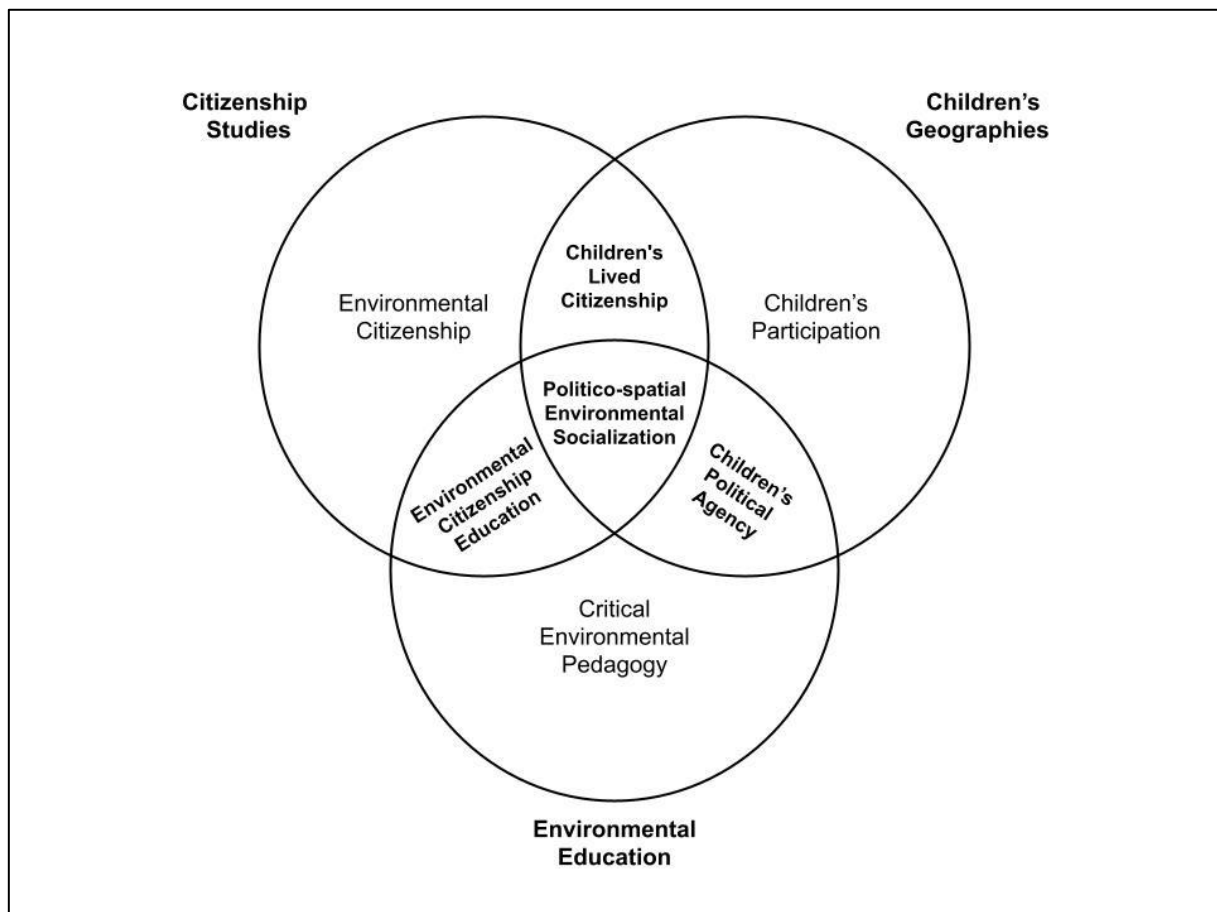 Citizenship
Studies
Children’s
Geographies
Children's
Lived
Citizenship
Environmental
Citizenship
Children’s
Participation
Politico-spatial
Environmental
Socialization
Environmental
Citizenship
Education
Children’s
Political
Agency
Critical
Environmental
Pedagogy
Environmental
Education